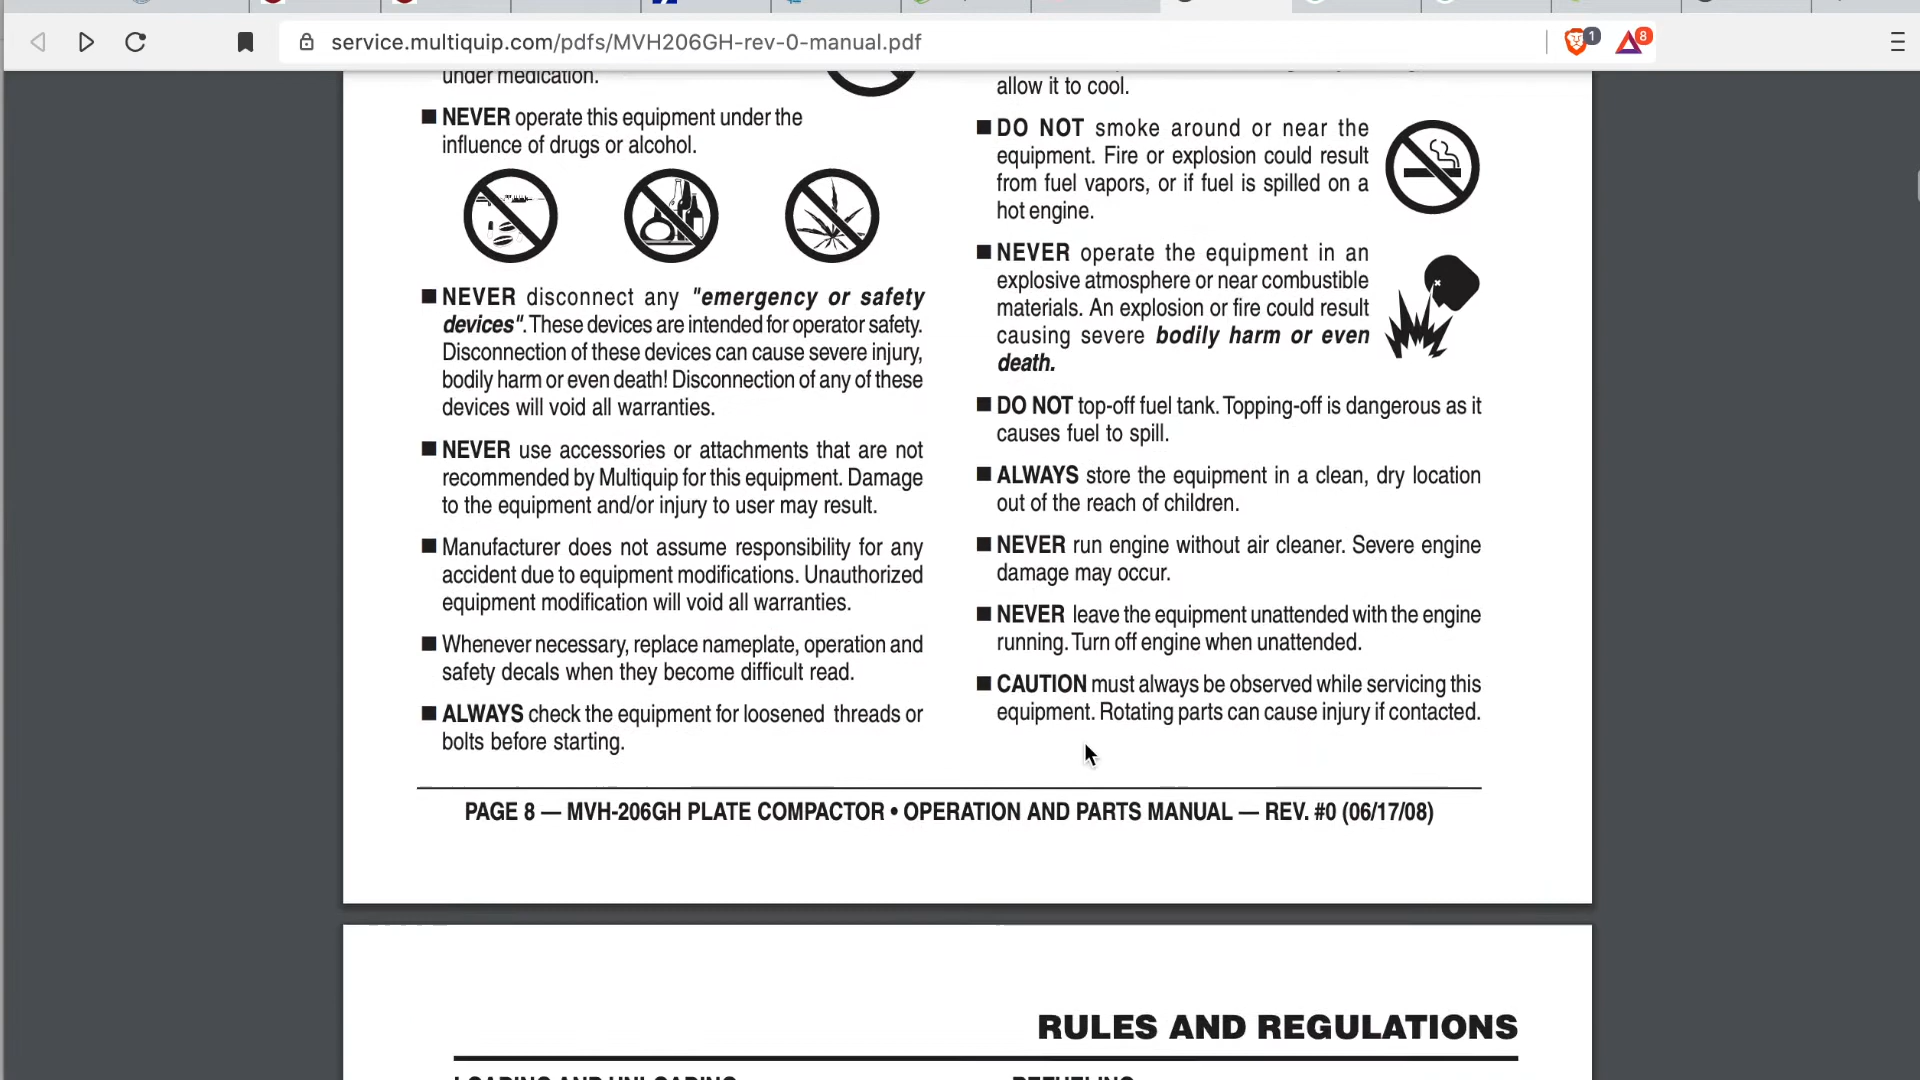 service.multiquip.com/pdfs/MVH206GH-rev-0-manual.pdf
1
8
under medication.
NEVER operate this equipment under the
influence of drugs or alcohol.
NEVER disconnect any "emergency or safety
devices". These devices are intended for operator safety.
Disconnection of these devices can cause severe injury,
bodily harm or even death! Disconnection of any of these
devices will void all warranties.
NEVER use accessories or attachments that are not
recommended by Multiquip for this equipment. Damage
to the equipment and/or injury to user may result.
Manufacturer does not assume responsibility for any
accident due to equipment modifications. Unauthorized
equipment modification will void all warranties.
Whenever necessary, replace nameplate, operation and
safety decals when they become difficult read.
ALWAYS check the equipment for loosened threads or
bolts before starting.
allow it to cool.
DO NOT smoke around or near the
equipment. Fire or explosion could result
from fuel vapors, or if fuel is spilled on a
hot engine.
NEVER operate the equipment in an
explosive atmosphere or near combustible
materials. An explosion or fire could result
causing severe bodily harm or even
death.
DO NOT top-off fuel tank. Topping-off is dangerous as it
causes fuel to spill.
ALWAYS store the equipment in a clean, dry location
out of the reach of children.
NEVER run engine without air cleaner. Severe engine
damage may occur.
NEVER leave the equipment unattended with the engine
running. Turn off engine when unattended.
CAUTION must always be observed while servicing this
equipment. Rotating parts can cause injury if contacted.
PAGE 8 — MVH-206GH PLATE COMPACTOR • OPERATION AND PARTS MANUAL — REV. #0 (06/17/08)
RULES AND REGULATIONS
LOADING AND UNLOADING
REFUELING